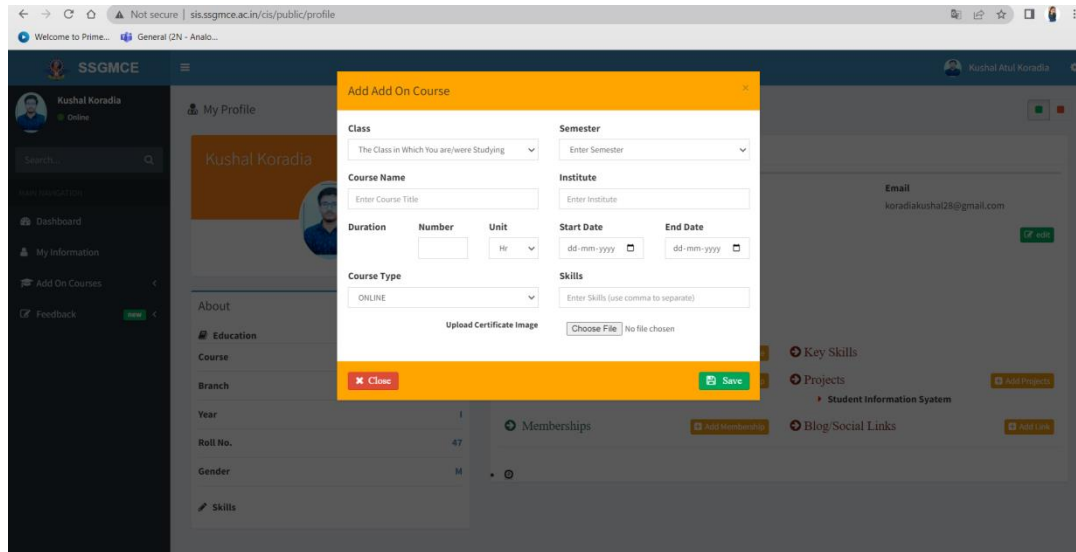 Not secure | sis.ssgmce.ac.in/cis/public/profile
Welcome to Prime... General (2N - Analo...
SSGMCE
Kushal Atul Koradia
Kushal Koradia
Online
My Profile
Search...
MAIN NAVIGATION
Dashboard
My Information
Add On Courses
Feedback new
Kushal Koradia
Add Add On Course ×
Class Semester
The Class in Which You are/were Studying Enter Semester
Course Name Institute
Enter Course Title Enter Institute
Duration Number Unit Start Date End Date
Hr dd-mm-yyyy dd-mm-yyyy
Course Type Skills
ONLINE Enter Skills (use comma to separate)
Upload Certificate Image Choose File No file chosen
Close Save
Email
koradiakushal28@gmail.com
edit
About
Education
Course
Branch
Year I
Roll No. 47
Gender M
Skills
Key Skills
Projects Add Projects
Student Information Syatem
Memberships Add Membership Blog/Social Links Add Link